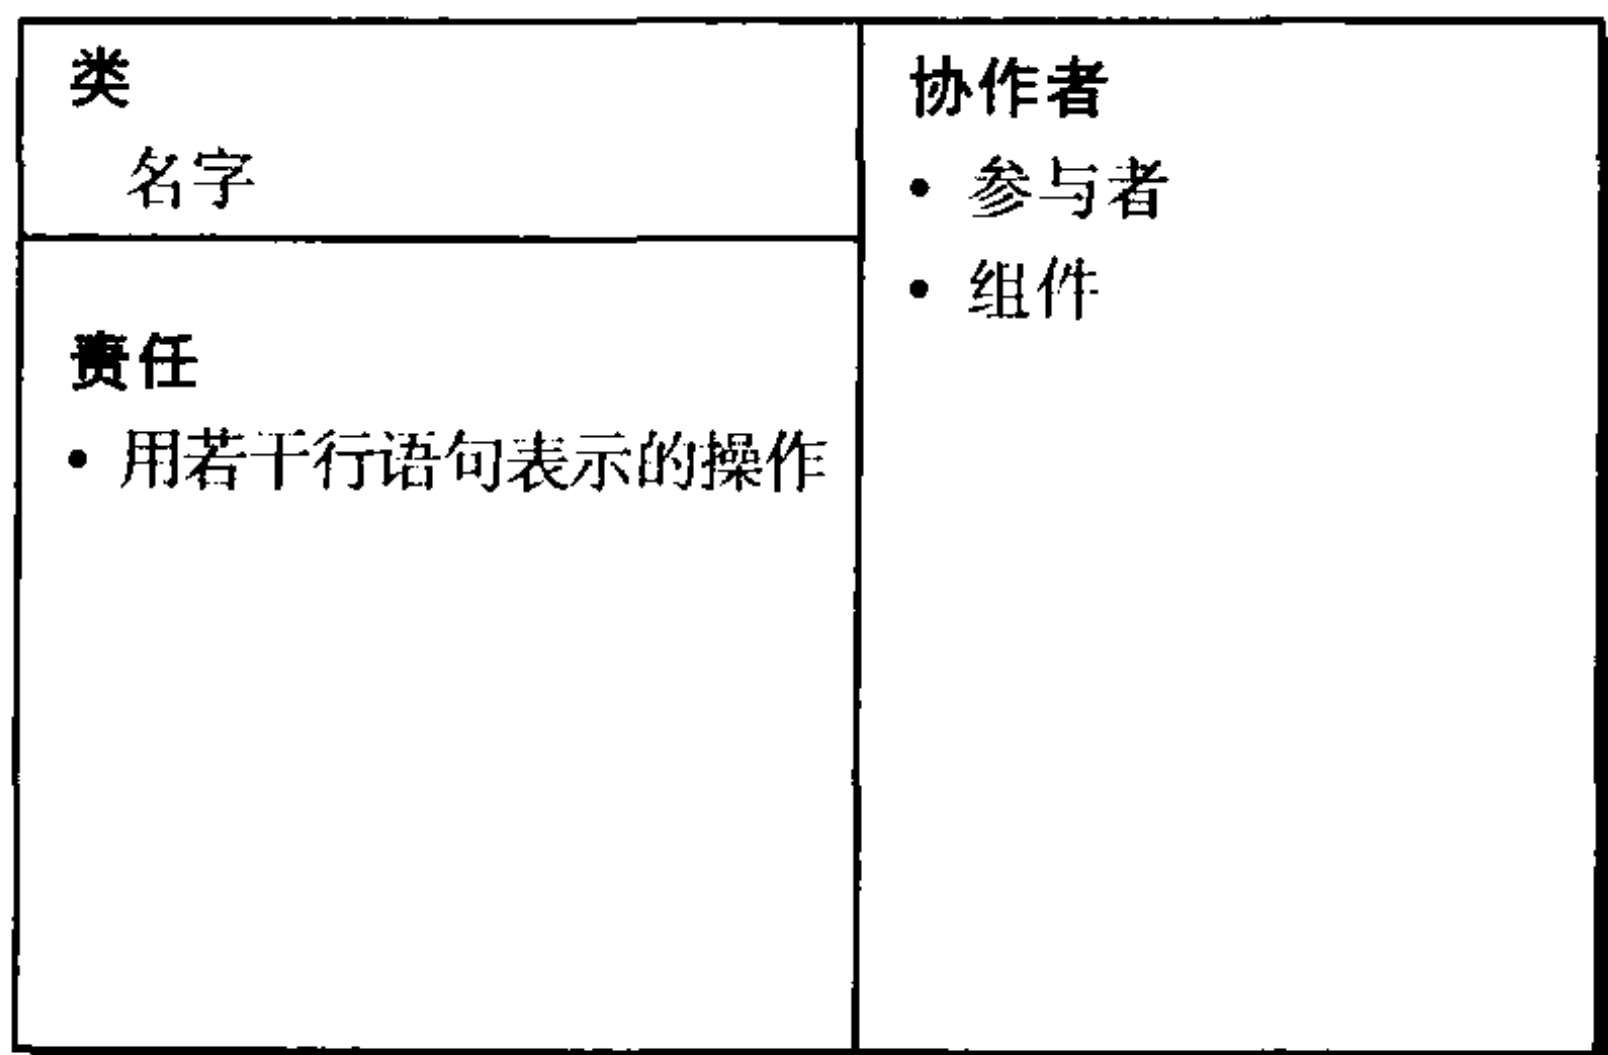 类
名字
责任
• 用若干行语句表示的操作
协作者
• 参与者
• 组件